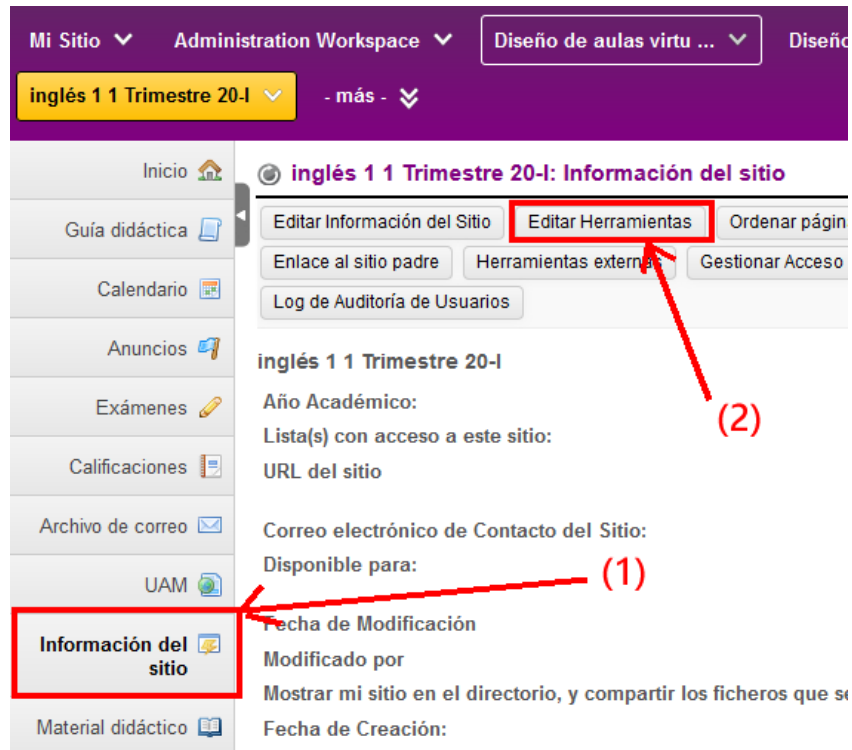 Mi Sitio Administration Workspace Diseño de aulas virtu ... Diseño
inglés 1 1 Trimestre 20-I - más -
Inicio
Guía didáctica
Calendario
Anuncios
Exámenes
Calificaciones
Archivo de correo
UAM
Información del
sitio
Material didáctico
inglés 1 1 Trimestre 20-I: Información del sitio
Editar Información del Sitio Editar Herramientas Ordenar págin
Enlace al sitio padre Herramientas externas Gestionar Acceso
Log de Auditoría de Usuarios
inglés 1 1 Trimestre 20-I
Año Académico:
Lista(s) con acceso a este sitio:
URL del sitio
Correo electrónico de Contacto del Sitio:
Disponible para:
Fecha de Modificación
Modificado por
Mostrar mi sitio en el directorio, y compartir los ficheros que se
Fecha de Creación:
(2)
(1)